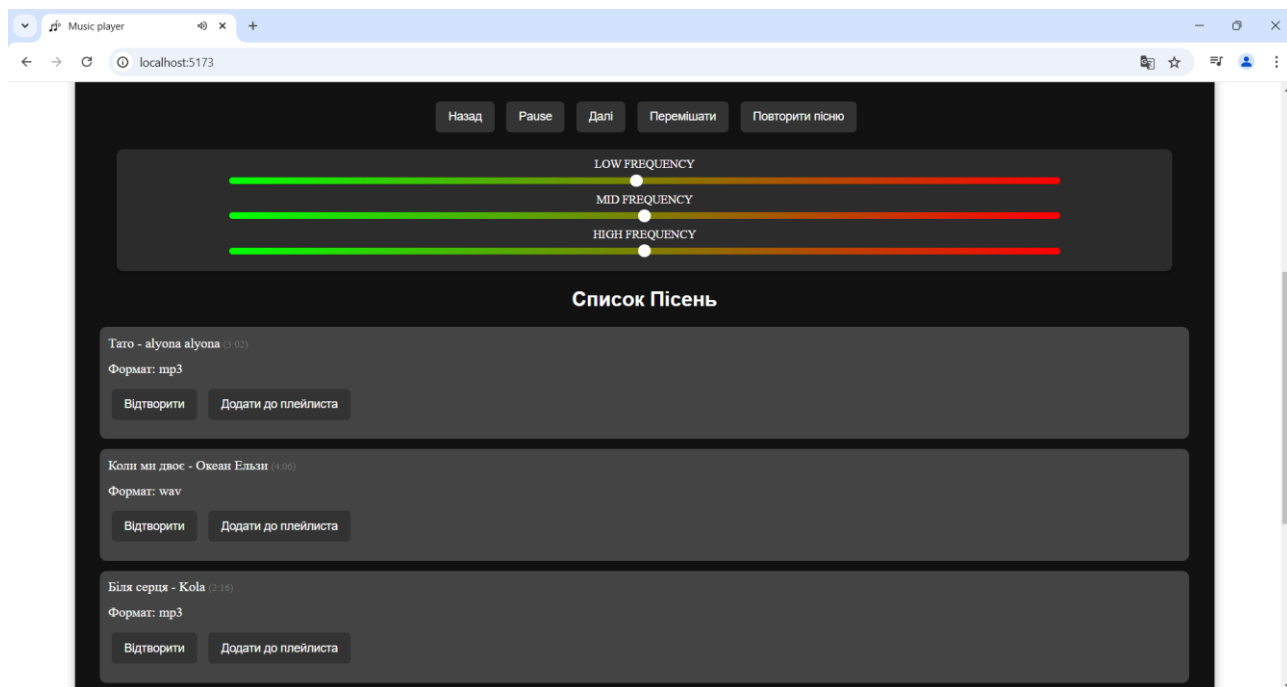 Music player
localhost:5173
Назад Pause Далі Перемішати Повторити пісню
LOW FREQUENCY
MID FREQUENCY
HIGH FREQUENCY
Список Пісень
Тато - alyona alyona (3:02)
Формат: mp3
Відтворити Додати до плейлиста
Коли ми двоє - Океан Ельзи (4:06)
Формат: wav
Відтворити Додати до плейлиста
Біля серця - Kola (2:16)
Формат: mp3
Відтворити Додати до плейлиста